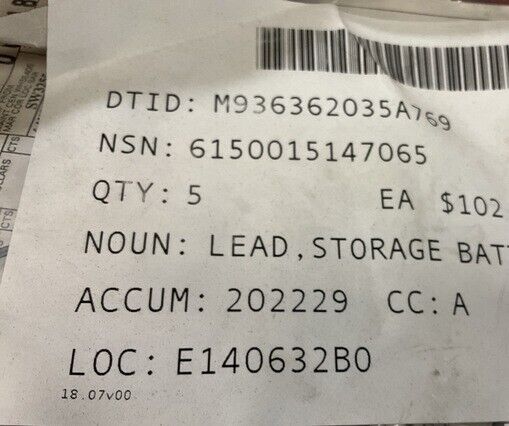 DTID: M936362035A769
NSN: 6150015147065
QTY: 5 EA $102
NOUN: LEAD,STORAGE BAT
ACCUM: 202229 CC: A
LOC: E140632B0
18.07v00